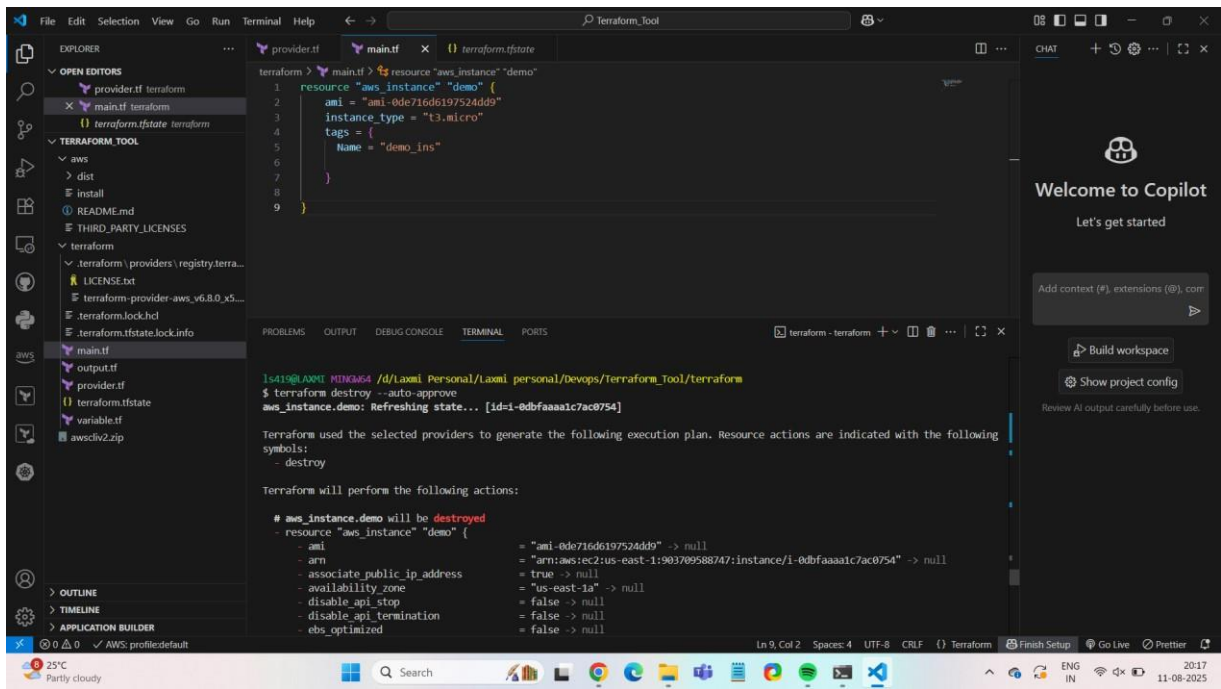 File Edit Selection View Go Run Terminal Help
Terraform_Tool
EXPLORER
OPEN EDITORS
provider.tf terraform
main.tf terraform
{} terraform.tfstate terraform
TERRAFORM_TOOL
aws
dist
install
README.md
THIRD_PARTY_LICENSES
terraform
.terraform \ providers \ registry.terra...
LICENSE.txt
terraform-provider-aws_v6.8.0_x5....
.terraform.lock.hcl
.terraform.tfstate.lock.info
main.tf
output.tf
provider.tf
{} terraform.tfstate
variable.tf
awscliv2.zip
OUTLINE
TIMELINE
APPLICATION BUILDER
provider.tf main.tf {} terraform.tfstate
terraform > main.tf > resource "aws_instance" "demo"
1 resource "aws_instance" "demo" {
2 ami = "ami-0de716d6197524dd9"
3 instance_type = "t3.micro"
4 tags = {
5 Name = "demo_ins"
6
7 }
8
9 }
PROBLEMS OUTPUT DEBUG CONSOLE TERMINAL PORTS
terraform - terraform
ls419@LAXMI MINGW64 /d/Laxmi Personal/Laxmi personal/Devops/Terraform_Tool/terraform
$ terraform destroy --auto-approve
aws_instance.demo: Refreshing state... [id=i-0dbfaaaa1c7ac0754]
Terraform used the selected providers to generate the following execution plan. Resource actions are indicated with the following
symbols:
- destroy
Terraform will perform the following actions:
# aws_instance.demo will be destroyed
- resource "aws_instance" "demo" {
- ami = "ami-0de716d6197524dd9" -> null
- arn = "arn:aws:ec2:us-east-1:903709588747:instance/i-0dbfaaaa1c7ac0754" -> null
- associate_public_ip_address = true -> null
- availability_zone = "us-east-1a" -> null
- disable_api_stop = false -> null
- disable_api_termination = false -> null
- ebs_optimized = false -> null
CHAT
Welcome to Copilot
Let's get started
Add context (#), extensions (@), com
Build workspace
Show project config
Review AI output carefully before use.
0 0 AWS: profile:default
Ln 9, Col 2 Spaces: 4 UTF-8 CRLF {} Terraform Finish Setup Go Live Prettier
25°C
Partly cloudy
Search
ENG
IN
20:17
11-08-2025